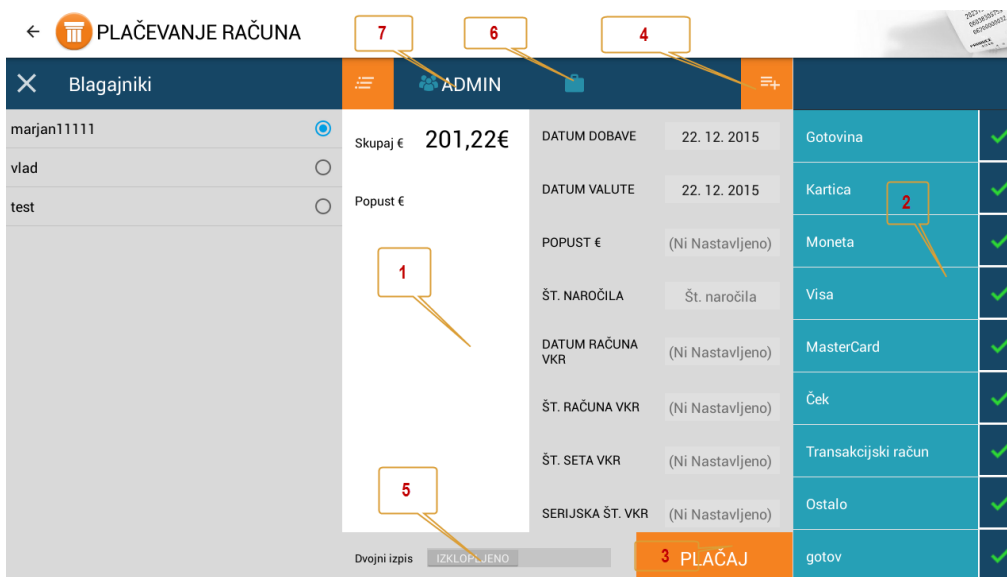 PLAČEVANJE RAČUNA
7
6
4
Blagajniki
ADMIN
marjan11111
vlad
test
Skupaj €
201,22€
Popust €
1
5
Dvojni izpis
IZKLOPLJENO
DATUM DOBAVE
22. 12. 2015
DATUM VALUTE
22. 12. 2015
POPUST €
(Ni Nastavljeno)
ŠT. NAROČILA
Št. naročila
DATUM RAČUNA
VKR
(Ni Nastavljeno)
ŠT. RAČUNA VKR
(Ni Nastavljeno)
ŠT. SETA VKR
(Ni Nastavljeno)
SERIJSKA ŠT. VKR
(Ni Nastavljeno)
3 PLAČAJ
Gotovina
Kartica
2
Moneta
Visa
MasterCard
Ček
Transakcijski račun
Ostalo
gotov